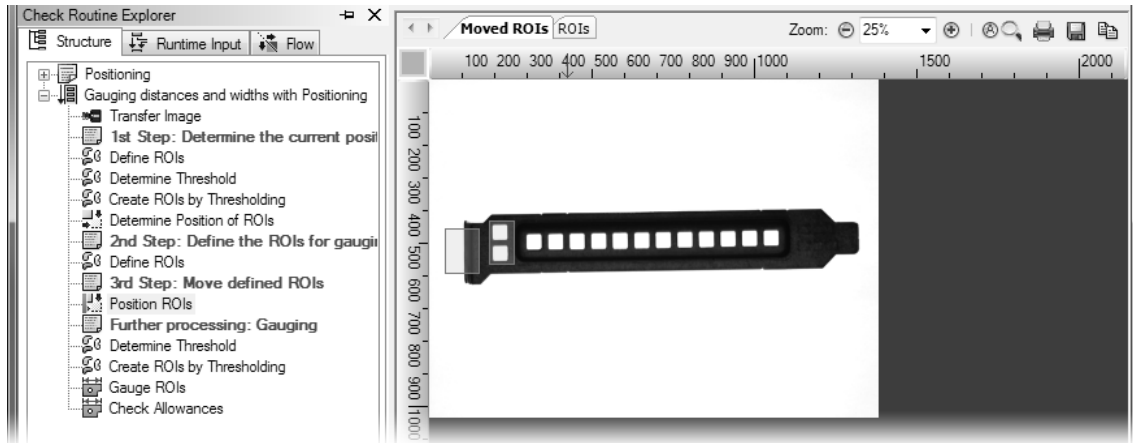 Check Routine Explorer
Structure Runtime Input Flow
Positioning
Gauging distances and widths with Positioning
Transfer Image
1st Step: Determine the current posit
Define ROIs
Determine Threshold
Create ROIs by Thresholding
Determine Position of ROIs
2nd Step: Define the ROIs for gaugin
Define ROIs
3rd Step: Move defined ROIs
Position ROIs
Further processing: Gauging
Determine Threshold
Create ROIs by Thresholding
Gauge ROIs
Check Allowances
Moved ROIs ROIs Zoom: 25%
100 200 300 400 500 600 700 800 900 1000 1500 2000
100 200 300 400 500 600 700 800 900 1000